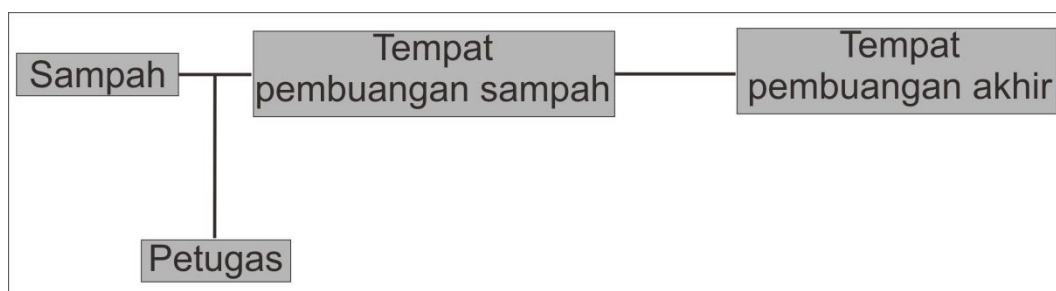 Sampah
Tempat
pembuangan sampah
Tempat
pembuangan akhir
Petugas